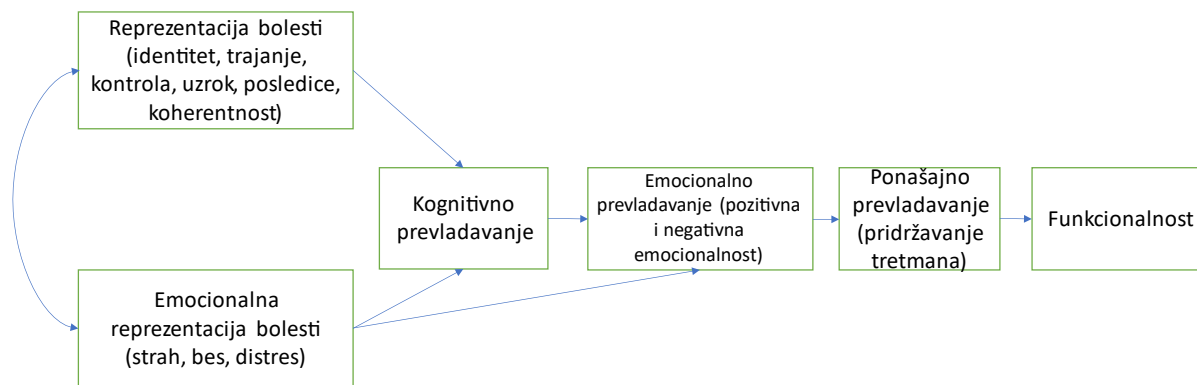 Reprezentacija bolesti
(identitet, trajanje,
kontrola, uzrok, posledice,
koherentnost)
Kognitivno
prevladavanje
Emocionalno
prevladavanje (pozitivna
i negativna
emocionalnost)
Ponašajno
prevladavanje
(pridržavanje
tretmana)
Funkcionalnost
Emocionalna
reprezentacija bolesti
(strah, bes, distres)